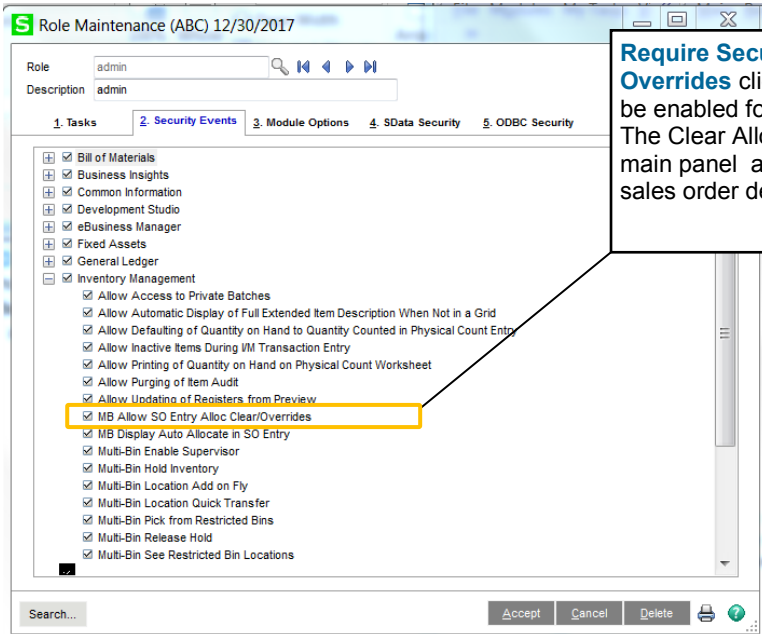 S Role Maintenance (ABC) 12/30/2017
Role admin
Description admin
1. Tasks 2. Security Events 3. Module Options 4. SData Security 5. ODBC Security
Bill of Materials
Business Insights
Common Information
Development Studio
eBusiness Manager
Fixed Assets
General Ledger
Inventory Management
Allow Access to Private Batches
Allow Automatic Display of Full Extended Item Description When Not in a Grid
Allow Defaulting of Quantity on Hand to Quantity Counted in Physical Count Entry
Allow Inactive Items During I/M Transaction Entry
Allow Printing of Quantity on Hand on Physical Count Worksheet
Allow Purging of Item Audit
Allow Updating of Registers from Preview
MB Allow SO Entry Alloc Clear/Overrides
MB Display Auto Allocate in SO Entry
Multi-Bin Enable Supervisor
Multi-Bin Hold Inventory
Multi-Bin Location Add on Fly
Multi-Bin Location Quick Transfer
Multi-Bin Pick from Restricted Bins
Multi-Bin Release Hold
Multi-Bin See Restricted Bin Locations
Search... Accept Cancel Delete
Require Secu
Overrides cli
be enabled fo
The Clear All
main panel a
sales order de